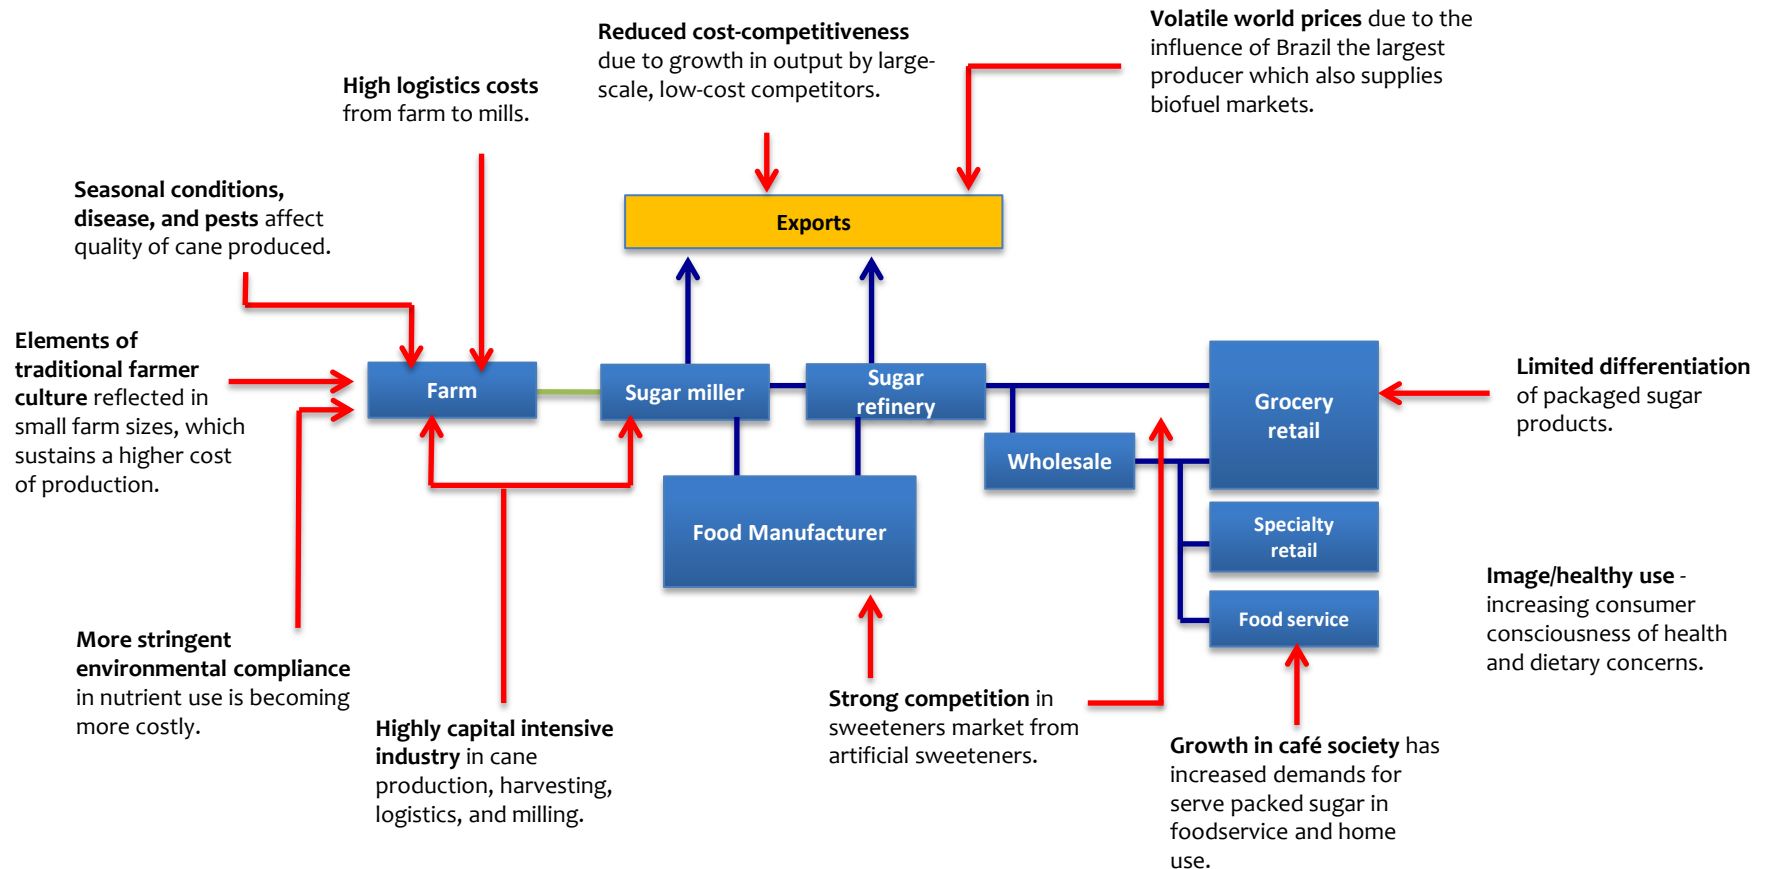 Reduced cost-competitiveness
due to growth in output by large-
scale, low-cost competitors.
Volatile world prices due to the
influence of Brazil the largest
producer which also supplies
biofuel markets.
High logistics costs
from farm to mills.
Seasonal conditions,
disease, and pests affect
quality of cane produced.
Exports
Elements of
traditional farmer
culture reflected in
small farm sizes, which
sustains a higher cost
of production.
Farm
Sugar miller
Sugar
refinery
Grocery
retail
Limited differentiation
of packaged sugar
products.
Wholesale
Food Manufacturer
Specialty
retail
Food service
Image/healthy use -
increasing consumer
consciousness of health
and dietary concerns.
More stringent
environmental compliance
in nutrient use is becoming
more costly.
Highly capital intensive
industry in cane
production, harvesting,
logistics, and milling.
Strong competition in
sweeteners market from
artificial sweeteners.
Growth in café society has
increased demands for
serve packed sugar in
foodservice and home
use.